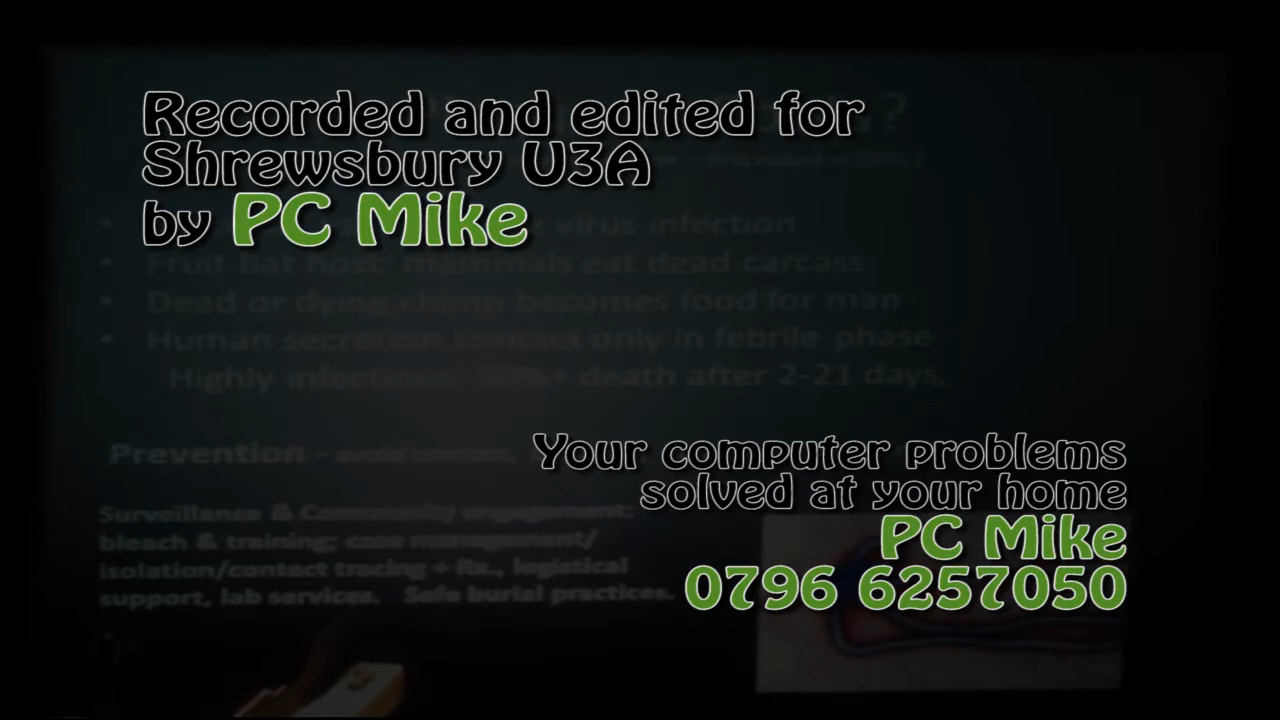 Recorded and edited for
Shrewsbury U3A
by PC Mike
virus infection
Fruit bat host: mammals eat dead carcass
Dead or dying chimp becomes food for man
Human secretion contact only in febrile phase
Highly infectious: 50%+ death after 2-21 days.
Prevention – avoid contact.
Your computer problems
solved at your home
PC Mike
0796 6257050
Surveillance & Community engagement:
bleach & training; case management/
isolation/contact tracing + Rx., logistical
support, lab services. Safe burial practices.